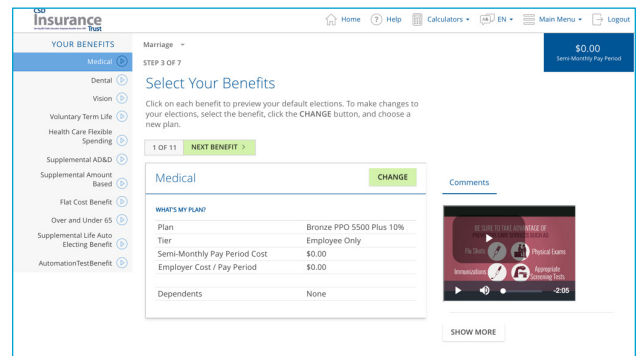 CSD
Insurance
Trust
Home
Help
Calculators
EN
Main Menu
Logout
YOUR BENEFITS
Medical
Dental
Vision
Voluntary Term Life
Health Care Flexible
Spending
Supplemental AD&D
Supplemental Amount
Based
Flat Cost Benefit
Over and Under 65
Supplemental Life Auto
Electing Benefit
AutomationTestBenefit
Marriage
STEP 3 OF 7
$0.00
Semi-Monthly Pay Period
Select Your Benefits
Click on each benefit to preview your default elections. To make changes to
your elections, select the benefit, click the CHANGE button, and choose a
new plan.
1 OF 11 NEXT BENEFIT >
Medical CHANGE
WHAT'S MY PLAN?
Plan Bronze PPO 5500 Plus 10%
Tier Employee Only
Semi-Monthly Pay Period Cost $0.00
Employer Cost / Pay Period $0.00
Dependents None
Comments
BE SURE TO TAKE ADVANTAGE OF
Flu Shots Physical Exams
Immunizations Appropriate
Screening Tests
-2:05
SHOW MORE